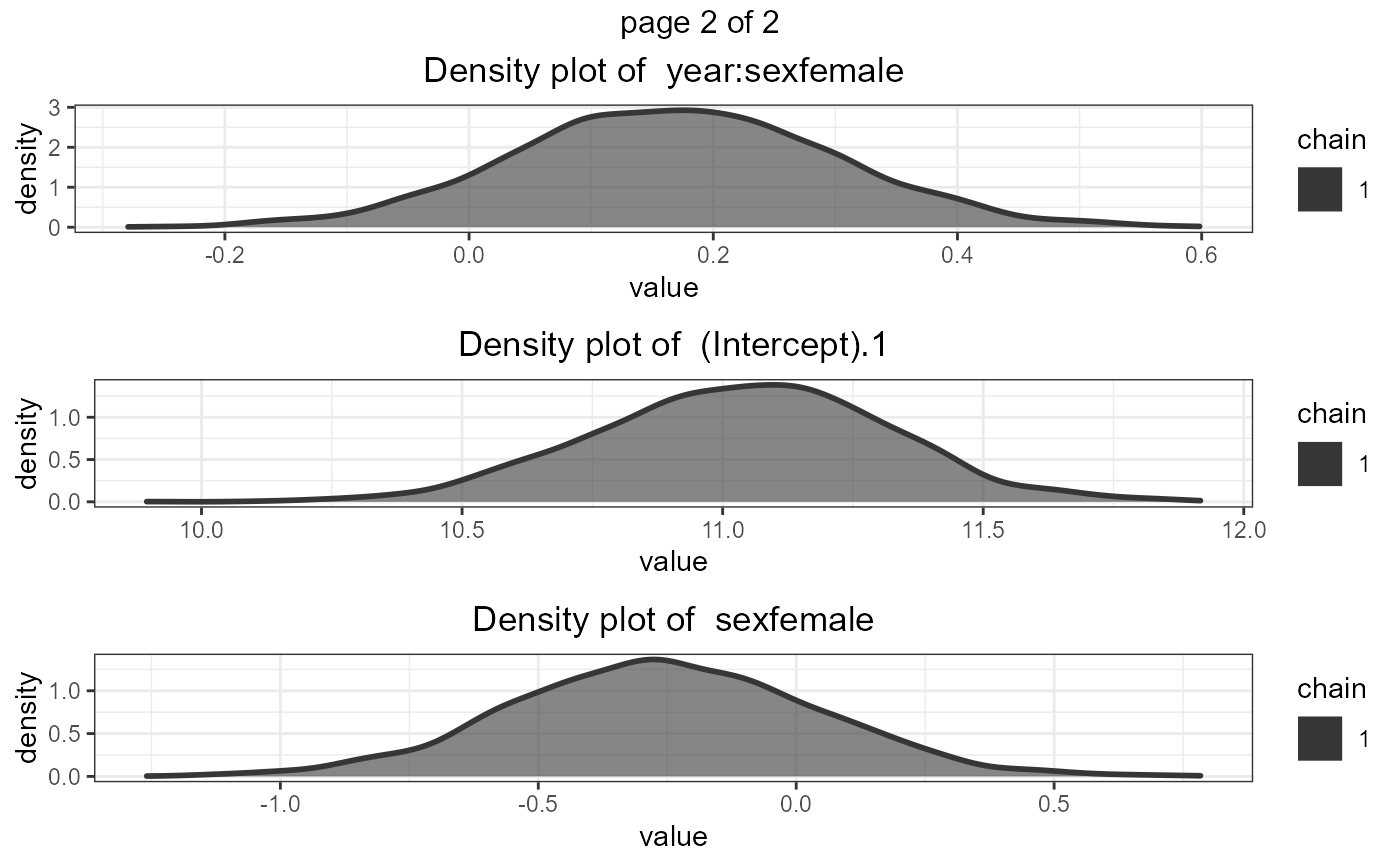 page 2 of 2
Density plot of  year:sexfemale
density
3
2
1
0
-0.2 0.0 0.2 0.4 0.6
value
chain
1
Density plot of  (Intercept).1
density
1.0
0.5
0.0
10.0 10.5 11.0 11.5 12.0
value
chain
1
Density plot of  sexfemale
density
1.0
0.5
0.0
-1.0 -0.5 0.0 0.5
value
chain
1